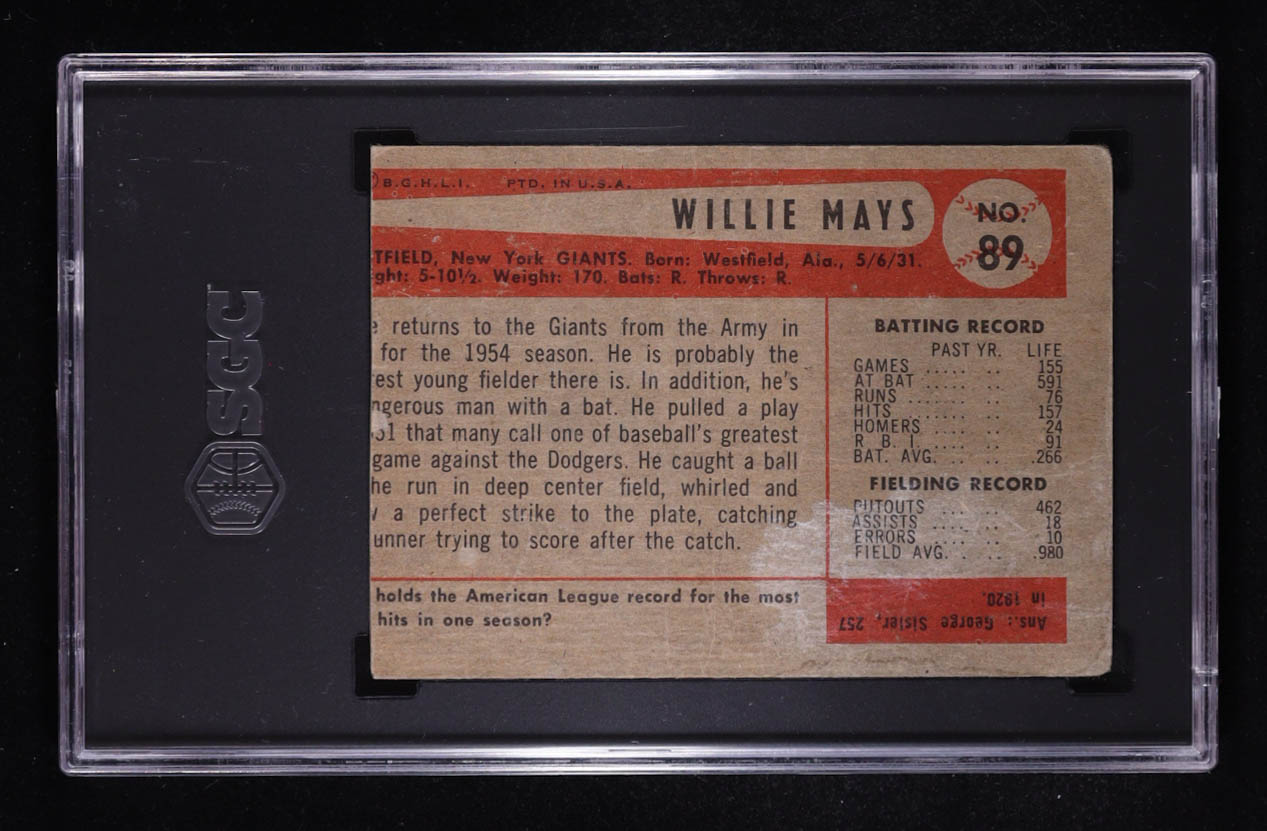 B.G.H.L.I. PTD. IN U.S.A.
WILLIE MAYS
NO.
89
TFIELD, New York GIANTS. Born: Westfield, Ala., 5/6/31.
ght: 5-10½. Weight: 170. Bats: R. Throws: R.
e returns to the Giants from the Army in
for the 1954 season. He is probably the
est young fielder there is. In addition, he's
ngerous man with a bat. He pulled a play
51 that many call one of baseball's greatest
game against the Dodgers. He caught a ball
he run in deep center field, whirled and
w a perfect strike to the plate, catching
unner trying to score after the catch.
holds the American League record for the most
hits in one season?
BATTING RECORD
PAST YR. LIFE
GAMES ..... .. 155
AT BAT ..... .. 591
RUNS ....... .. 76
HITS ....... .. 157
HOMERS .... .. 24
R. B. I. .... .. 91
BAT. AVG. .. .. .266
FIELDING RECORD
PUTOUTS .... .. 462
ASSISTS .... .. 18
ERRORS .... .. 10
FIELD AVG. . .. .980
Ans.: George Sisler, 257
in 1920.
SGC